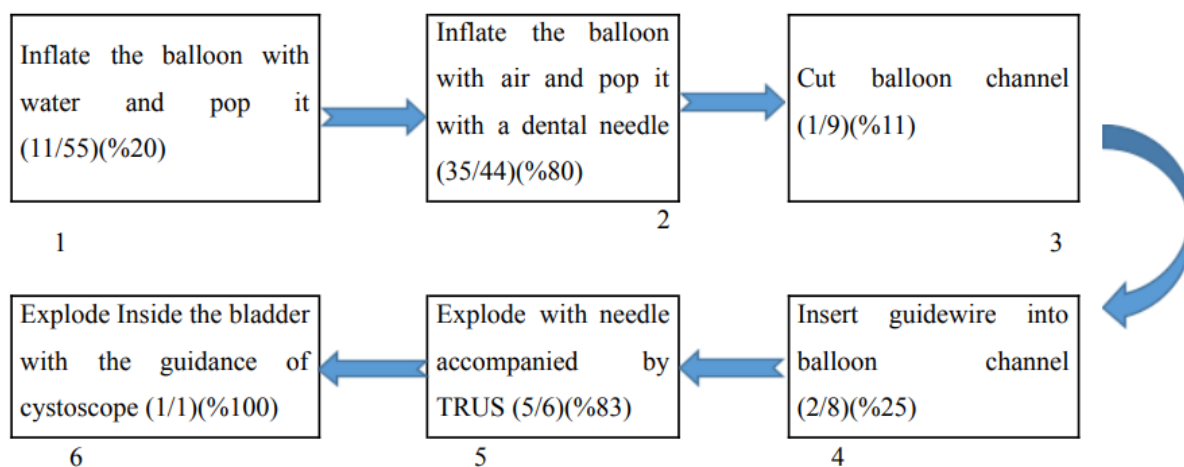 Inflate the balloon with
water and pop it
(11/55)(%20)
1
Inflate the balloon
with air and pop it
with a dental needle
(35/44)(%80)
2
Cut balloon channel
(1/9)(%11)
3
Insert guidewire into
balloon channel
(2/8)(%25)
4
Explode with needle
accompanied by
TRUS (5/6)(%83)
5
Explode Inside the bladder
with the guidance of
cystoscope (1/1)(%100)
6